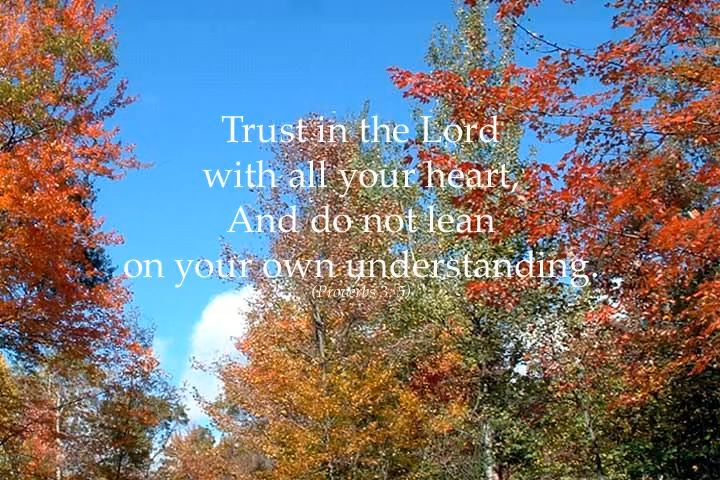 Trust in the Lord
with all your heart,
And do not lean
on your own understanding.
(Proverbs 3:5)